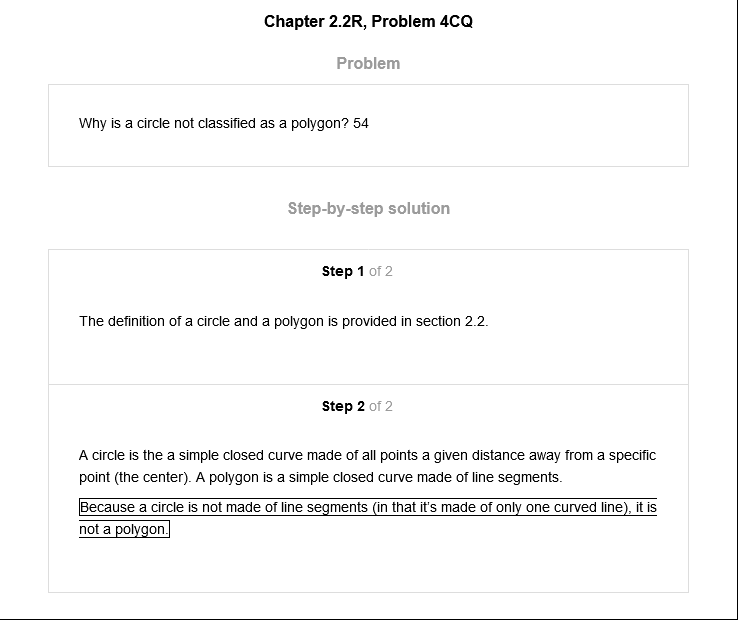 Chapter 2.2R, Problem 4CQ
Problem
Why is a circle not classified as a polygon? 54
Step-by-step solution
Step 1 of 2
The definition of a circle and a polygon is provided in section 2.2.
Step 2 of 2
A circle is the a simple closed curve made of all points a given distance away from a specific
point (the center). A polygon is a simple closed curve made of line segments.
Because a circle is not made of line segments (in that it's made of only one curved line), it is
not a polygon.